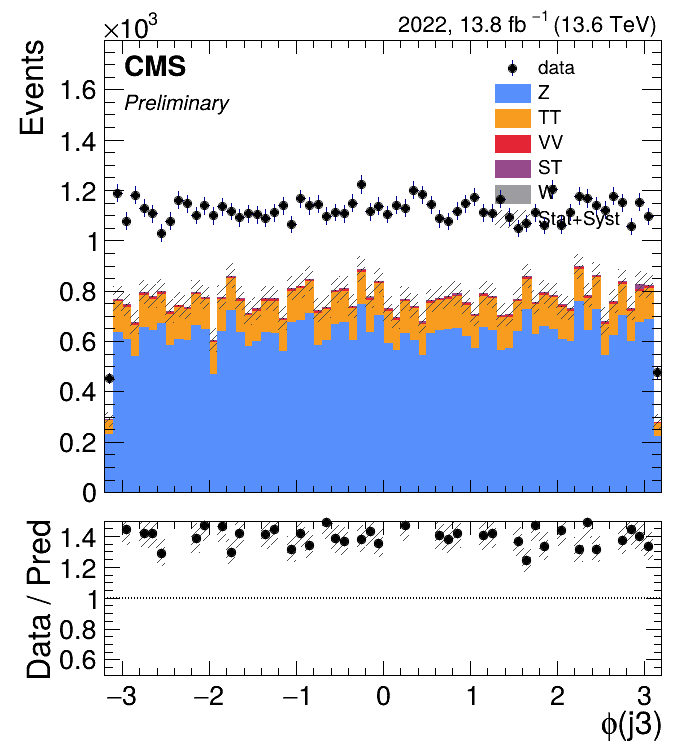 ×10³ 2022, 13.8 fb⁻¹ (13.6 TeV)
Events
CMS
Preliminary
data
Z
TT
VV
ST
W
Stat+Syst
1.6
1.4
1.2
1
0.8
0.6
0.4
0.2
0
Data / Pred
1.4
1.2
1
0.8
0.6
−3 −2 −1 0 1 2 3
ϕ(j3)